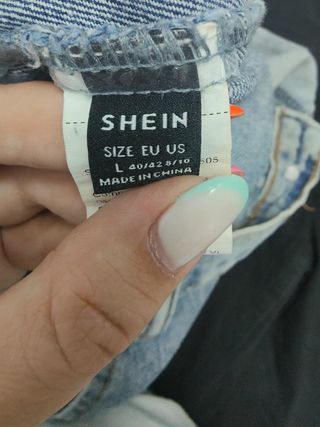 SHEIN
SIZE EU US
L 40/42 8/10
MADE IN CHINA